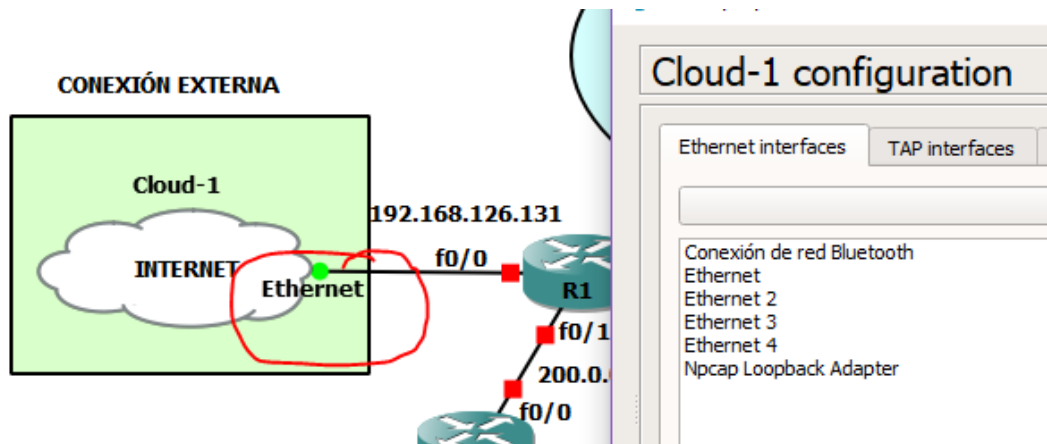 CONEXIÓN EXTERNA
Cloud-1
INTERNET
Ethernet
192.168.126.131
f0/0
R1
f0/1
200.0.
f0/0
Cloud-1 configuration
Ethernet interfaces
TAP interfaces
Conexión de red Bluetooth
Ethernet
Ethernet 2
Ethernet 3
Ethernet 4
Npcap Loopback Adapter